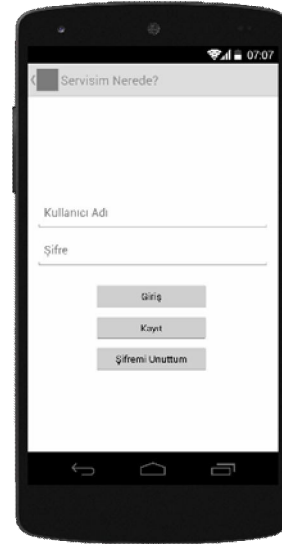 07:07
Servisim Nerede?
Kullanıcı Adı
Şifre
Giriş
Kayıt
Şifremi Unuttum